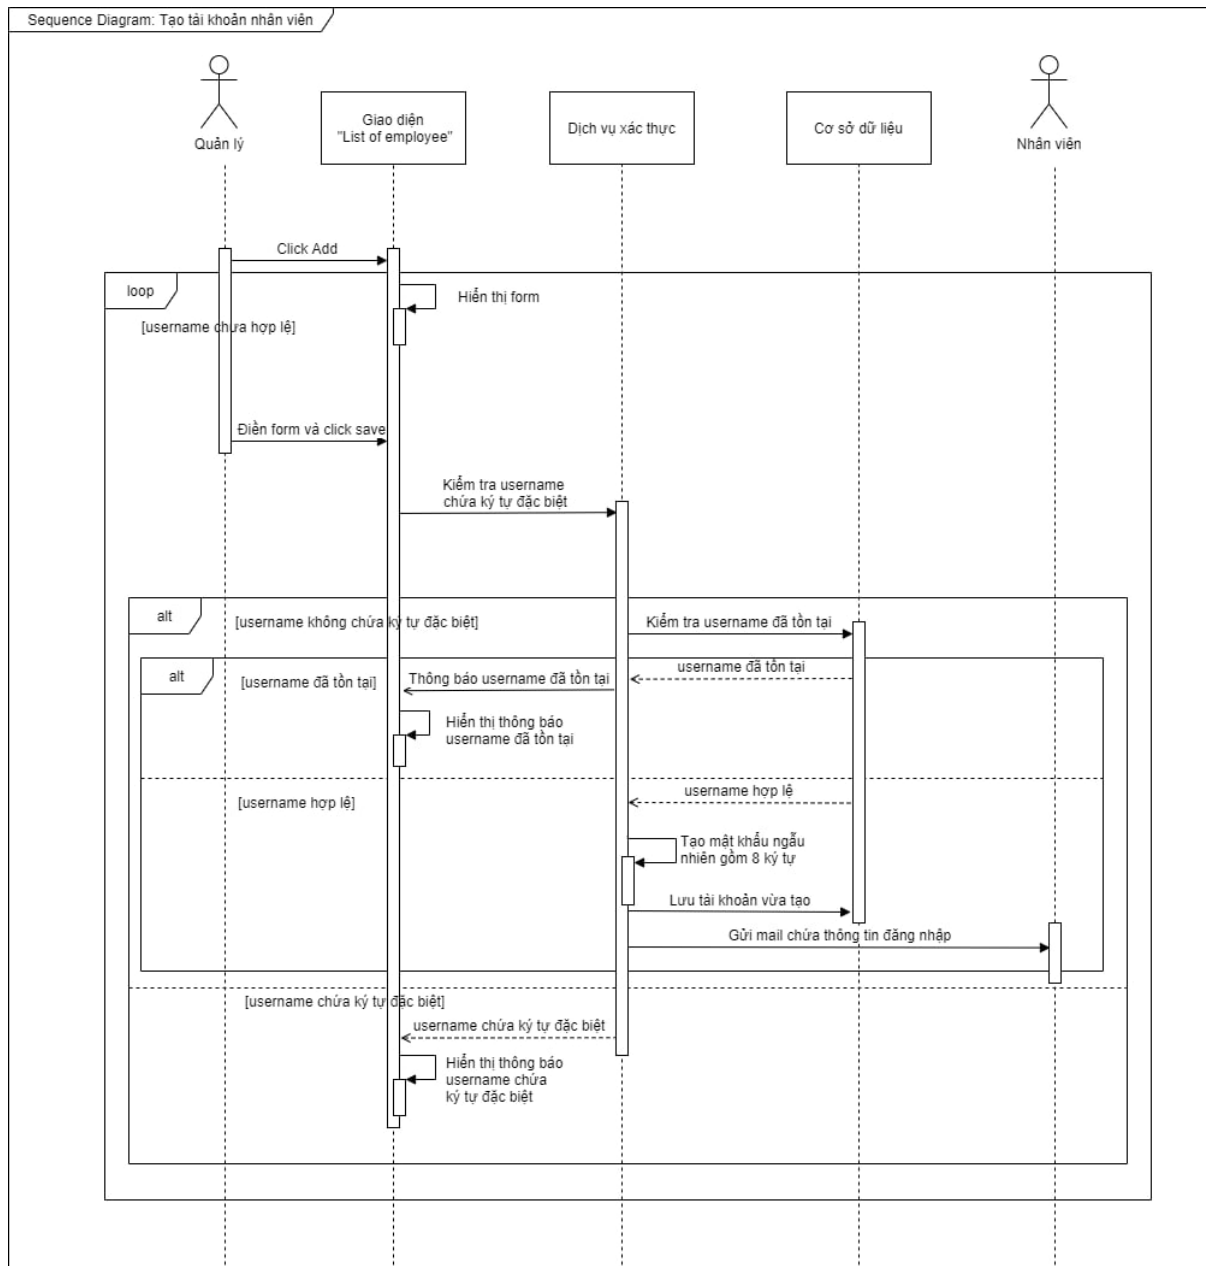 Sequence Diagram: Tạo tải khoản nhân viên
Quản lý
Giao diện
"List of employee"
Dịch vụ xác thực
Cơ sở dữ liệu
Nhân viên
Click Add
loop
Hiển thị form
[username chưa hợp lệ]
Điền form và click save
Kiểm tra username
chứa ký tự đặc biệt
alt
[username không chứa ký tự đặc biệt]
Kiểm tra username đã tồn tại
username đã tồn tại
alt
[username đã tồn tại]
Thông báo username đã tồn tại
Hiển thị thông báo
username đã tồn tại
username hợp lệ
[username hợp lệ]
Tạo mật khẩu ngẫu
nhiên gồm 8 ký tự
Lưu tài khoản vừa tạo
Gửi mail chứa thông tin đăng nhập
[username chứa ký tự đặc biệt]
username chứa ký tự đặc biệt
Hiển thị thông báo
username chứa
ký tự đặc biệt